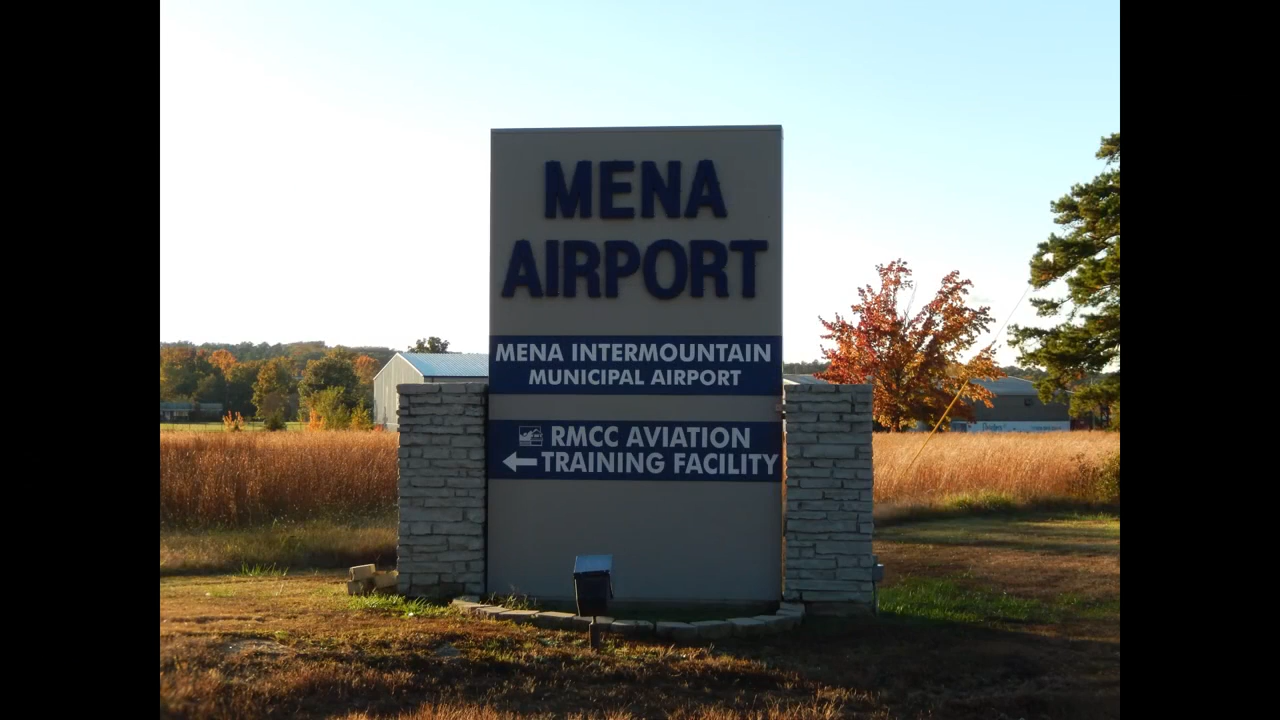 MENA
AIRPORT
MENA INTERMOUNTAIN
MUNICIPAL AIRPORT
RMCC AVIATION
TRAINING FACILITY